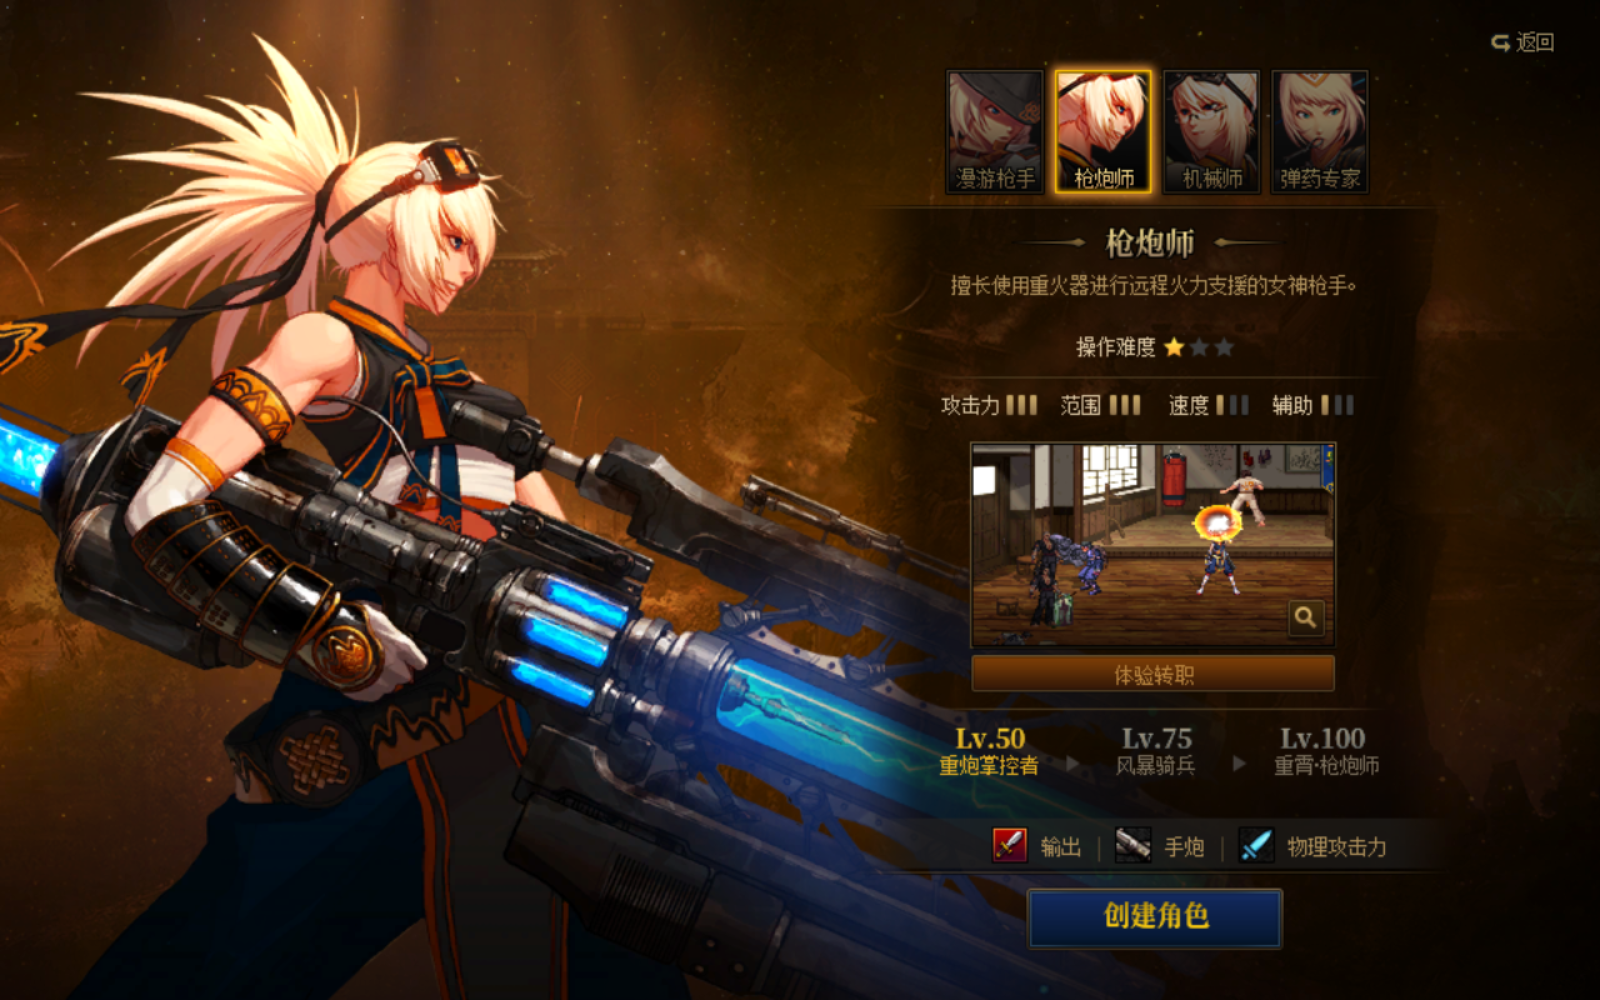 返回
漫游枪手
枪炮师
机械师
弹药专家
枪炮师
擅长使用重火器进行远程火力支援的女神枪手。
操作难度
攻击力 范围 速度 辅助
体验转职
Lv.50 Lv.75 Lv.100
重炮掌控者 风暴骑兵 重霄·枪炮师
输出 | 手炮 | 物理攻击力
创建角色